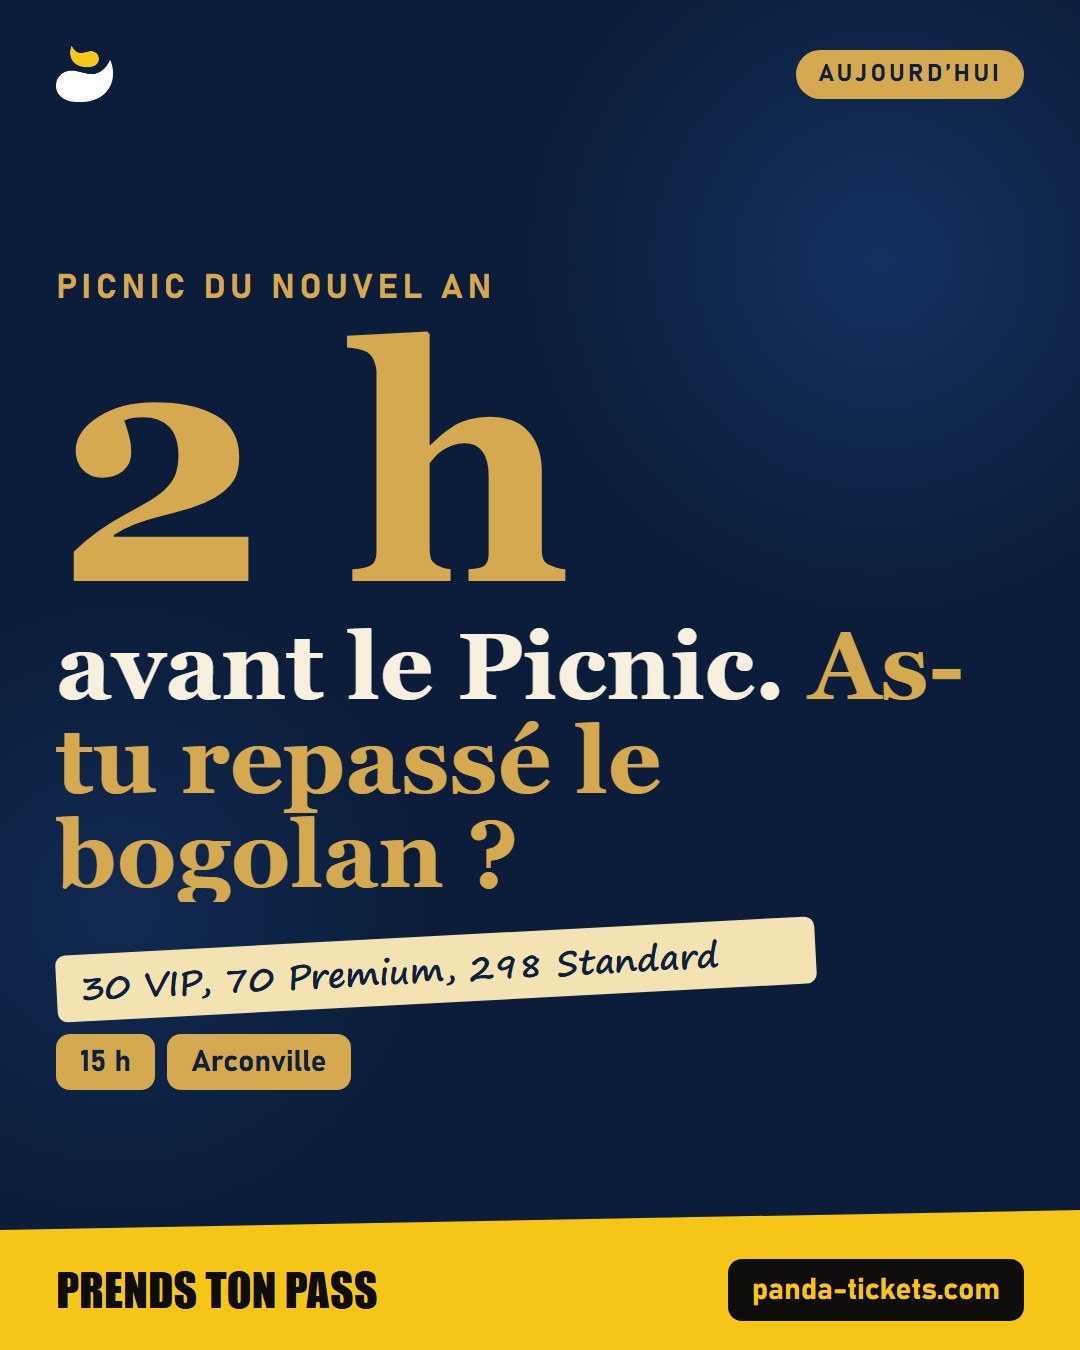 AUJOURD'HUI
PICNIC DU NOUVEL AN
2 h
avant le Picnic. As-
tu repassé le
bogolan ?
30 VIP, 70 Premium, 298 Standard
15 h
Arconville
PRENDS TON PASS
panda-tickets.com